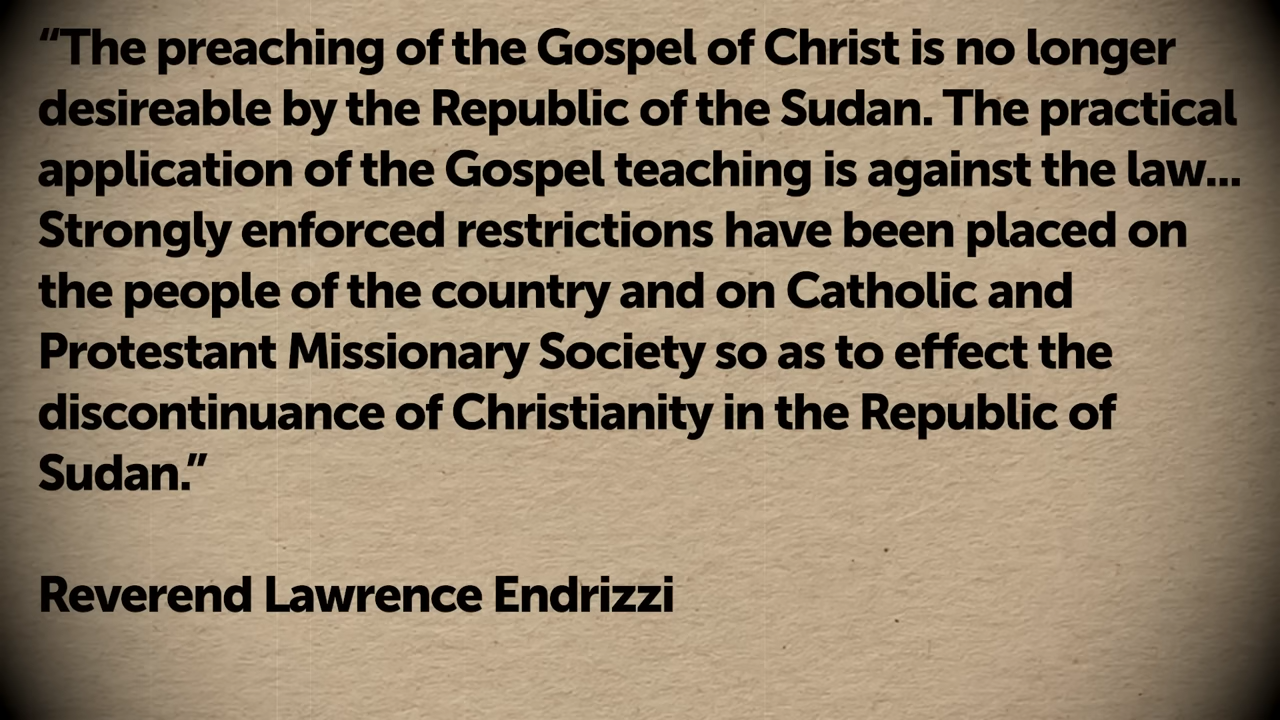 “The preaching of the Gospel of Christ is no longer
desireable by the Republic of the Sudan. The practical
application of the Gospel teaching is against the law...
Strongly enforced restrictions have been placed on
the people of the country and on Catholic and
Protestant Missionary Society so as to effect the
discontinuance of Christianity in the Republic of
Sudan.”
Reverend Lawrence Endrizzi